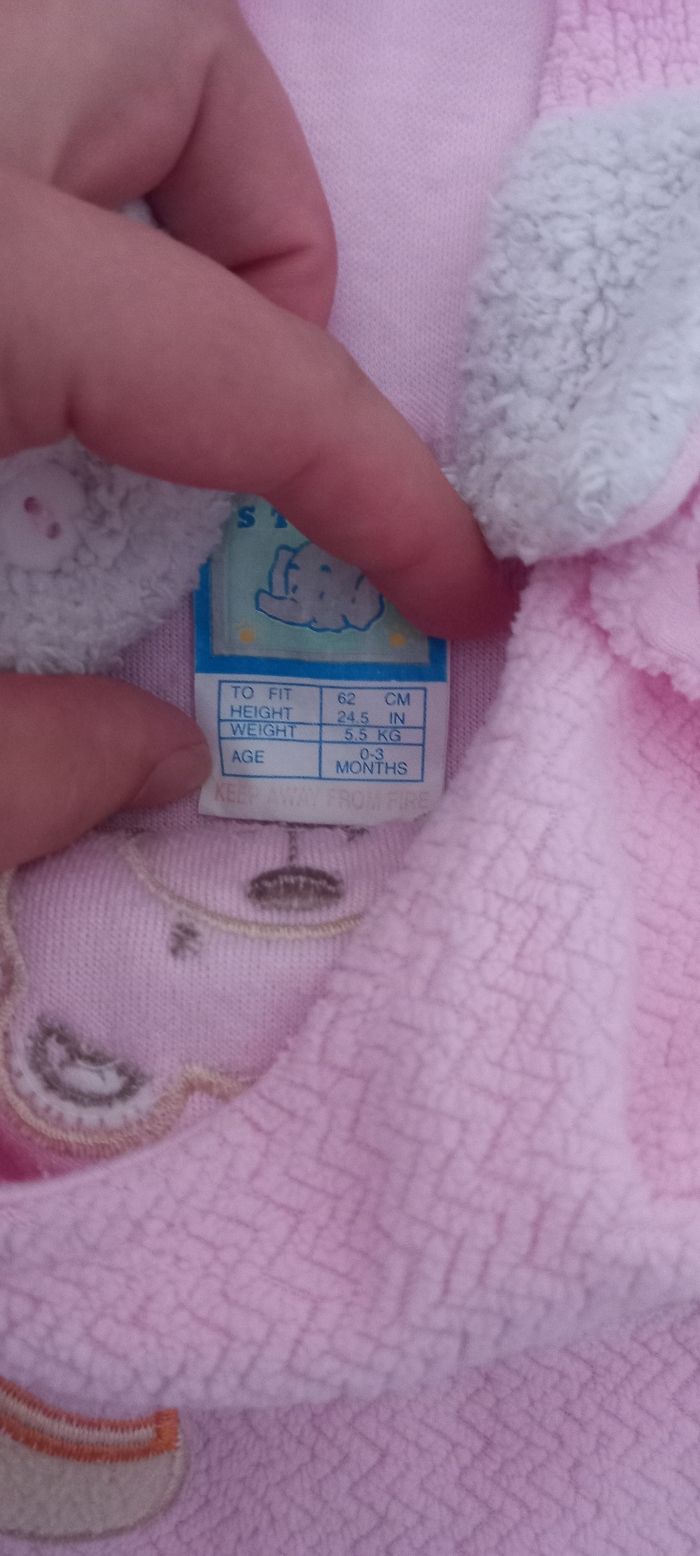 TO FIT 62 CM
HEIGHT 24.5 IN
WEIGHT 5.5 KG
AGE 0-3
MONTHS
KEEP AWAY FROM FIRE